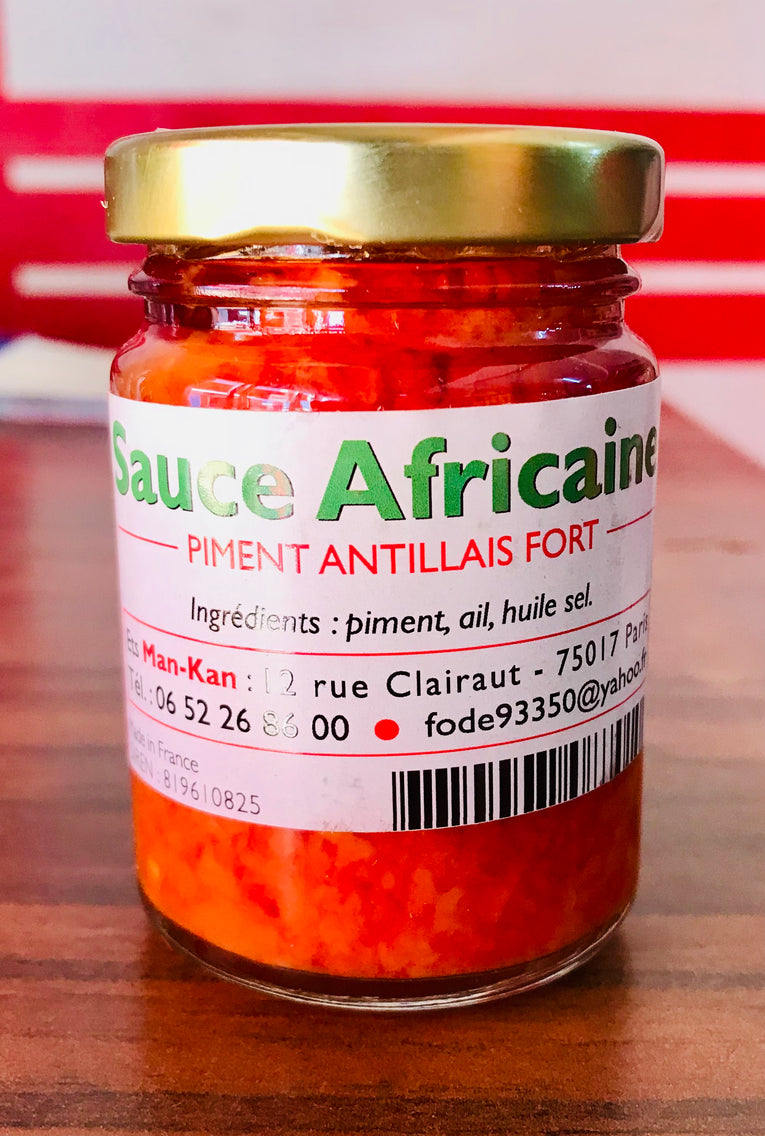 Sauce Africaine
PIMENT ANTILLAIS FORT
Ingrédients : piment, ail, huile sel.
Ets Man-Kan : 12 rue Clairaut - 75017 Paris
Tél. : 06 52 26 86 00 ● fode93350@yahoo.fr
Made in France
SIREN : 819610825